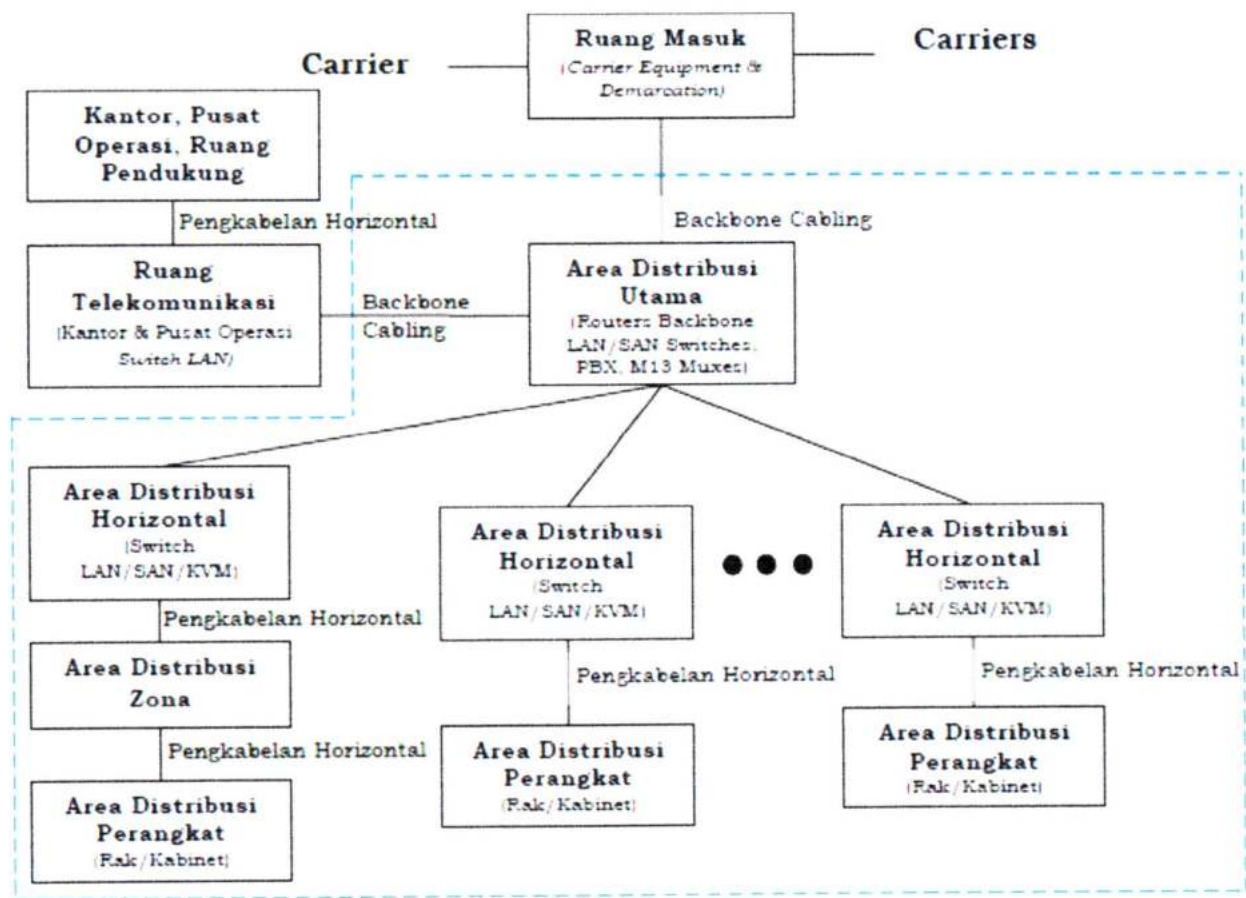 Carrier
Ruang Masuk
(Carrier Equipment &
Demarcation)
Carriers
Kantor, Pusat
Operasi, Ruang
Pendukung
Pengkabelan Horizontal
Backbone Cabling
Ruang
Telekomunikasi
(Kantor & Pusat Operasi
Switch LAN)
Backbone
Cabling
Area Distribusi
Utama
(Routers Backbone
LAN/SAN Switches,
PBX, M13 Muxes)
Area Distribusi
Horizontal
(Switch
LAN/SAN/KVM)
Pengkabelan Horizontal
Area Distribusi
Zona
Pengkabelan Horizontal
Area Distribusi
Perangkat
(Rak/Kabinet)
Area Distribusi
Horizontal
(Switch
LAN/SAN/KVM)
Pengkabelan Horizontal
Area Distribusi
Perangkat
(Rak/Kabinet)
Area Distribusi
Horizontal
(Switch
LAN/SAN/KVM)
Pengkabelan Horizontal
Area Distribusi
Perangkat
(Rak/Kabinet)